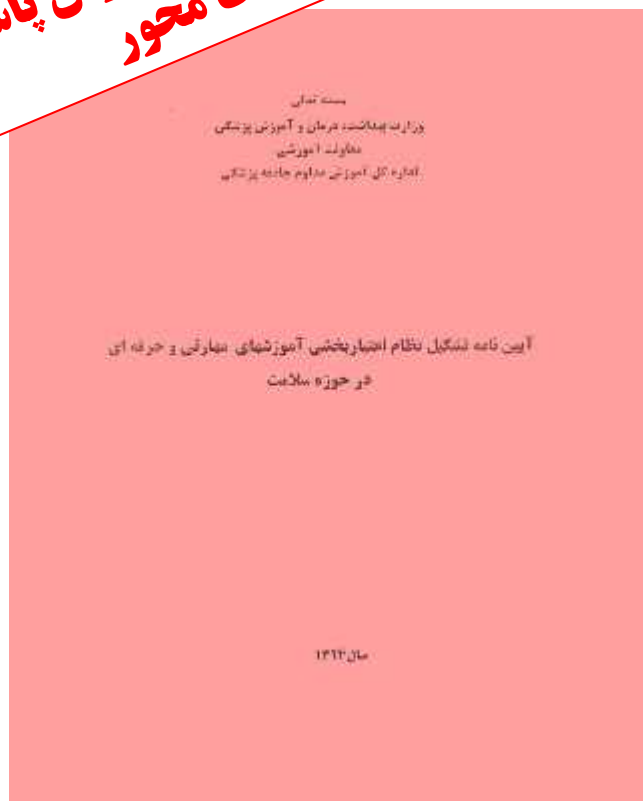 محور
بسمه تعالی
وزارت بهداشت، درمان و آموزش پزشکی
معاونت آموزشی
اداره کل آموزش مداوم جامعه پزشکی
آیین نامه تشکیل نظام اعتباربخشی آموزشهای مهارتی و حرفه ای
در حوزه سلامت
سال